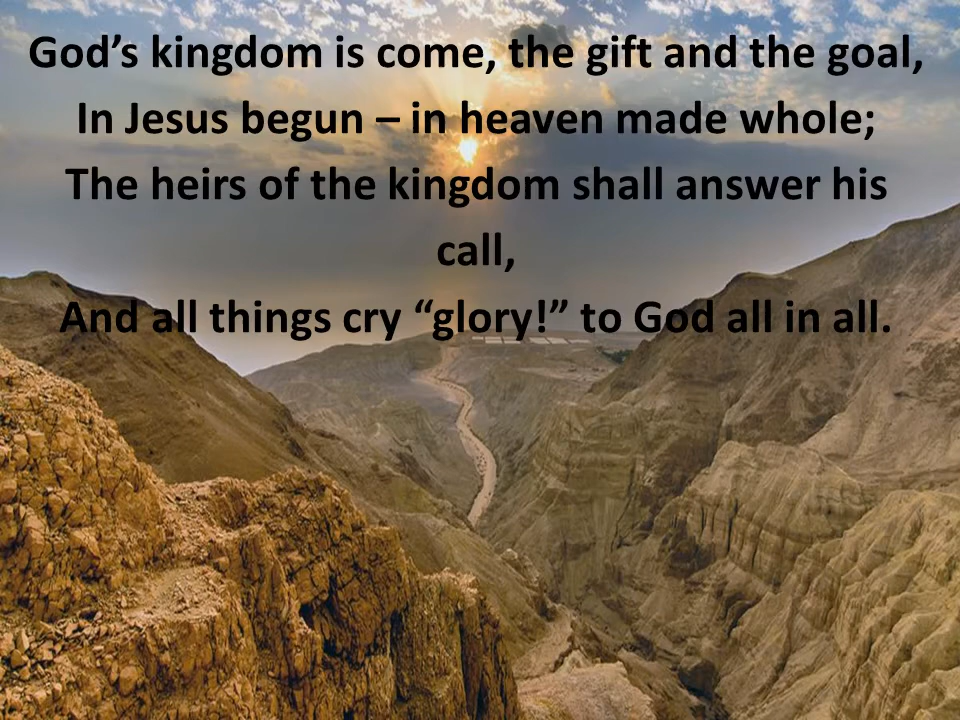 God’s kingdom is come, the gift and the goal,
In Jesus begun – in heaven made whole;
The heirs of the kingdom shall answer his
call,
And all things cry “glory!” to God all in all.